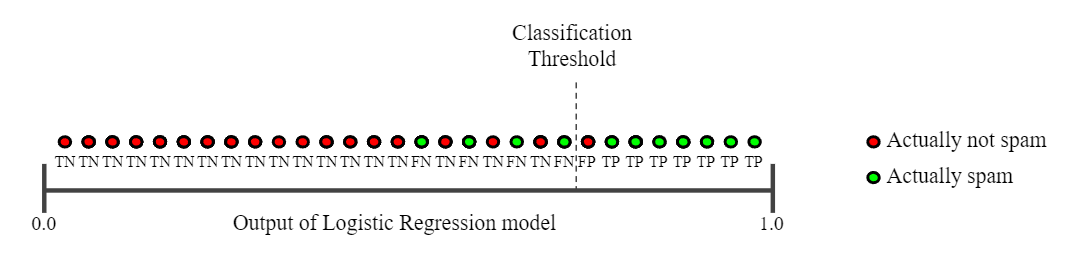 Classification
Threshold
TN TN TN TN TN TN TN TN TN TN TN TN TN TN TN FN TN FN TN FN TN FN FP TP TP TP TP TP TP TP
0.0
Output of Logistic Regression model
1.0
Actually not spam
Actually spam